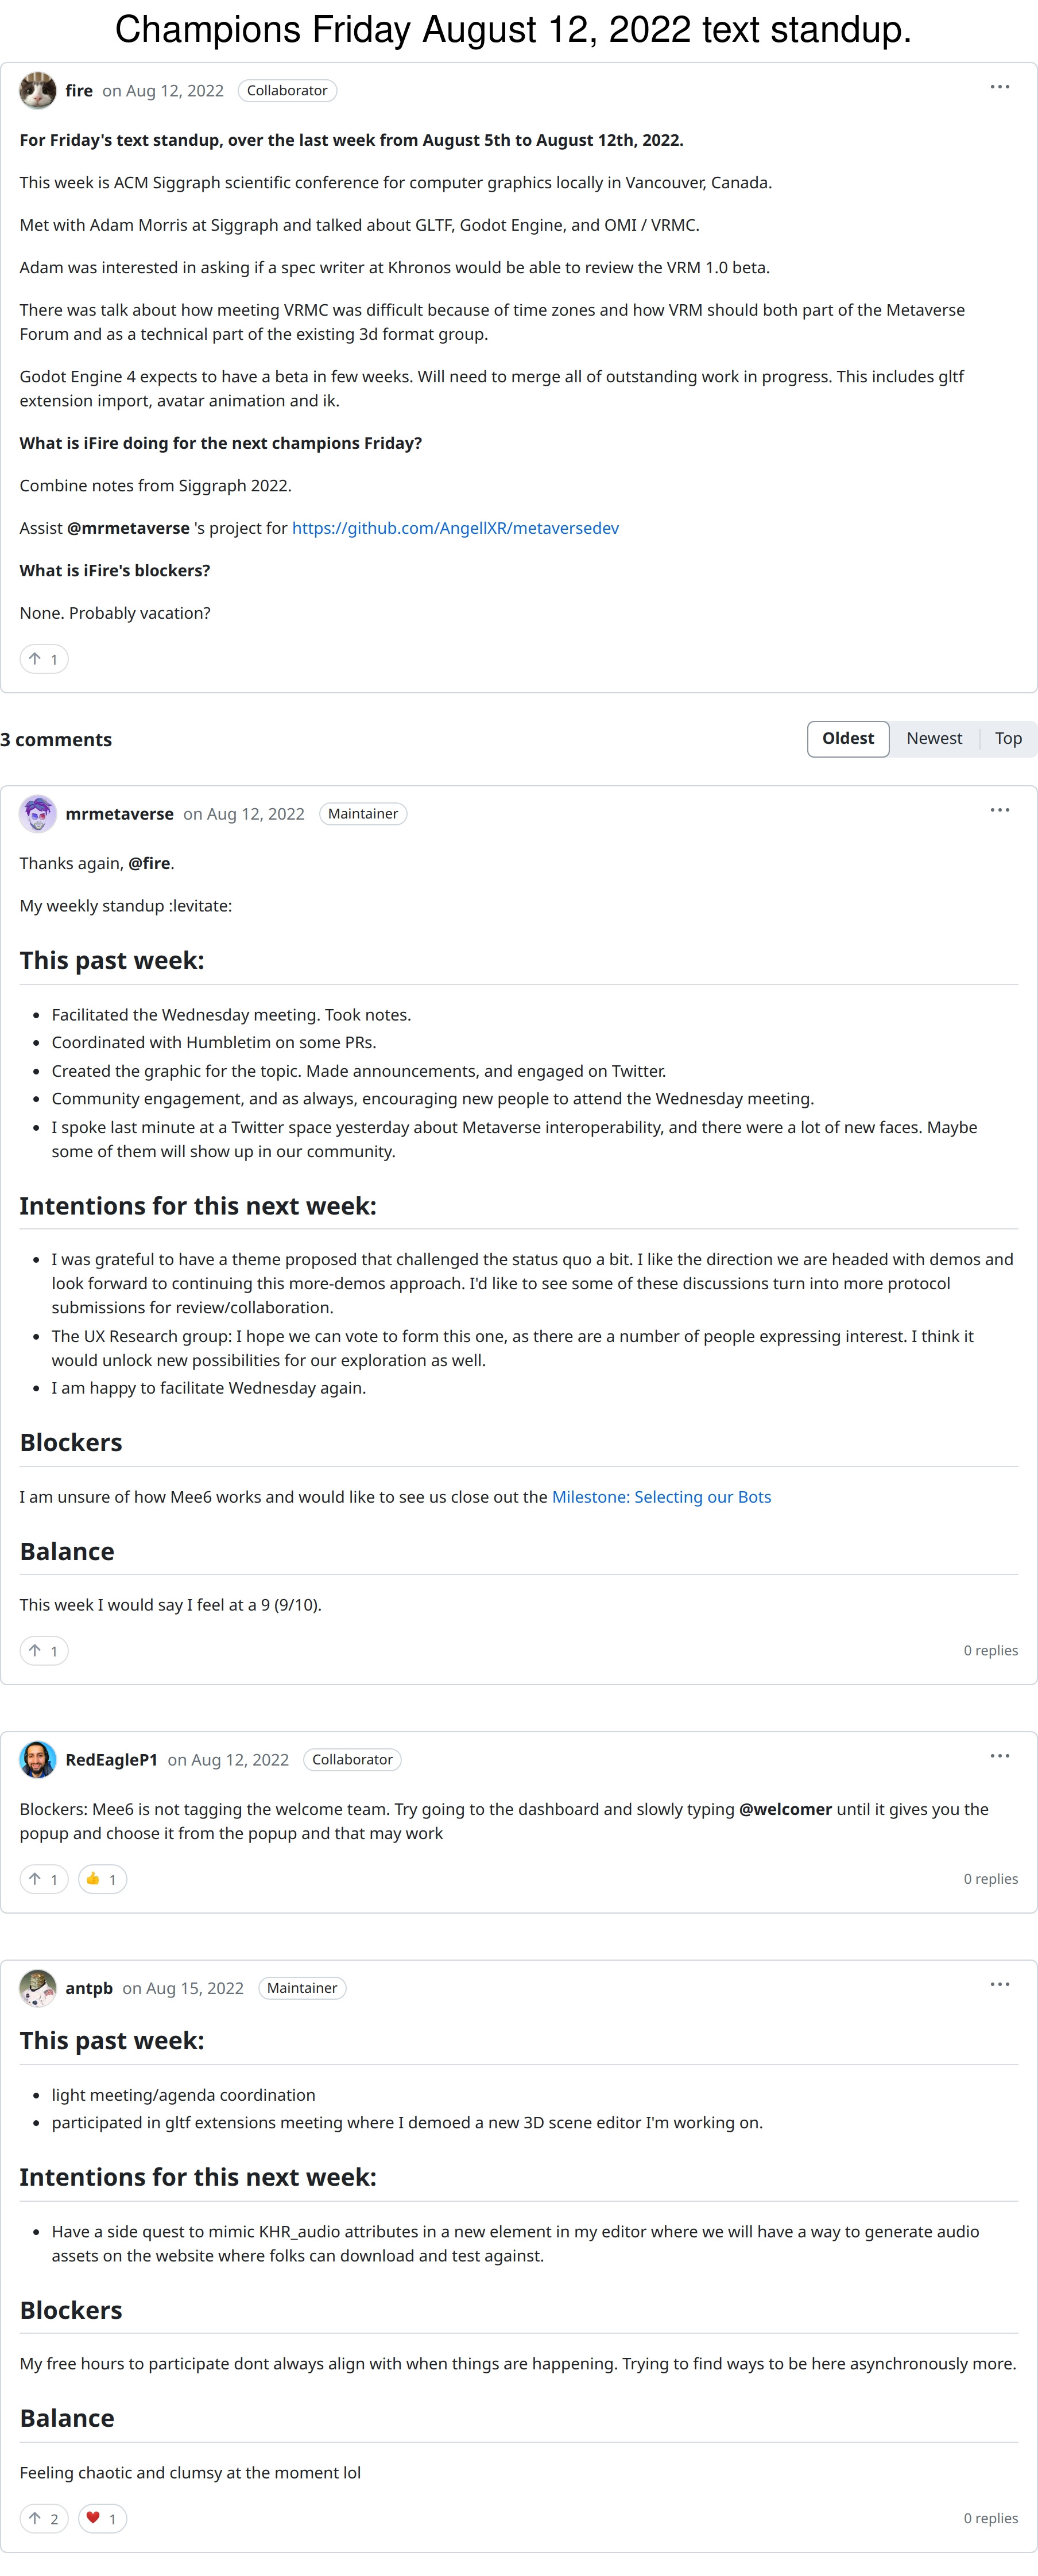 Champions Friday August 12, 2022 text standup.
fire on Aug 12, 2022 Collaborator
For Friday's text standup, over the last week from August 5th to August 12th, 2022.
This week is ACM Siggraph scientific conference for computer graphics locally in Vancouver, Canada.
Met with Adam Morris at Siggraph and talked about GLTF, Godot Engine, and OMI / VRMC.
Adam was interested in asking if a spec writer at Khronos would be able to review the VRM 1.0 beta.
There was talk about how meeting VRMC was difficult because of time zones and how VRM should both part of the Metaverse
Forum and as a technical part of the existing 3d format group.
Godot Engine 4 expects to have a beta in few weeks. Will need to merge all of outstanding work in progress. This includes gltf
extension import, avatar animation and ik.
What is iFire doing for the next champions Friday?
Combine notes from Siggraph 2022.
Assist @mrmetaverse 's project for https://github.com/AngellXR/metaversedev
What is iFire's blockers?
None. Probably vacation?
↑ 1
3 comments
Oldest Newest Top
mrmetaverse on Aug 12, 2022 Maintainer
Thanks again, @fire.
My weekly standup :levitate:
This past week:
• Facilitated the Wednesday meeting. Took notes.
• Coordinated with Humbletim on some PRs.
• Created the graphic for the topic. Made announcements, and engaged on Twitter.
• Community engagement, and as always, encouraging new people to attend the Wednesday meeting.
• I spoke last minute at a Twitter space yesterday about Metaverse interoperability, and there were a lot of new faces. Maybe
some of them will show up in our community.
Intentions for this next week:
• I was grateful to have a theme proposed that challenged the status quo a bit. I like the direction we are headed with demos and
look forward to continuing this more-demos approach. I'd like to see some of these discussions turn into more protocol
submissions for review/collaboration.
• The UX Research group: I hope we can vote to form this one, as there are a number of people expressing interest. I think it
would unlock new possibilities for our exploration as well.
• I am happy to facilitate Wednesday again.
Blockers
I am unsure of how Mee6 works and would like to see us close out the Milestone: Selecting our Bots
Balance
This week I would say I feel at a 9 (9/10).
↑ 1 0 replies
RedEagleP1 on Aug 12, 2022 Collaborator
Blockers: Mee6 is not tagging the welcome team. Try going to the dashboard and slowly typing @welcomer until it gives you the
popup and choose it from the popup and that may work
↑ 1 👍 1 0 replies
antpb on Aug 15, 2022 Maintainer
This past week:
• light meeting/agenda coordination
• participated in gltf extensions meeting where I demoed a new 3D scene editor I'm working on.
Intentions for this next week:
• Have a side quest to mimic KHR_audio attributes in a new element in my editor where we will have a way to generate audio
assets on the website where folks can download and test against.
Blockers
My free hours to participate dont always align with when things are happening. Trying to find ways to be here asynchronously more.
Balance
Feeling chaotic and clumsy at the moment lol
↑ 2 ❤️ 1 0 replies